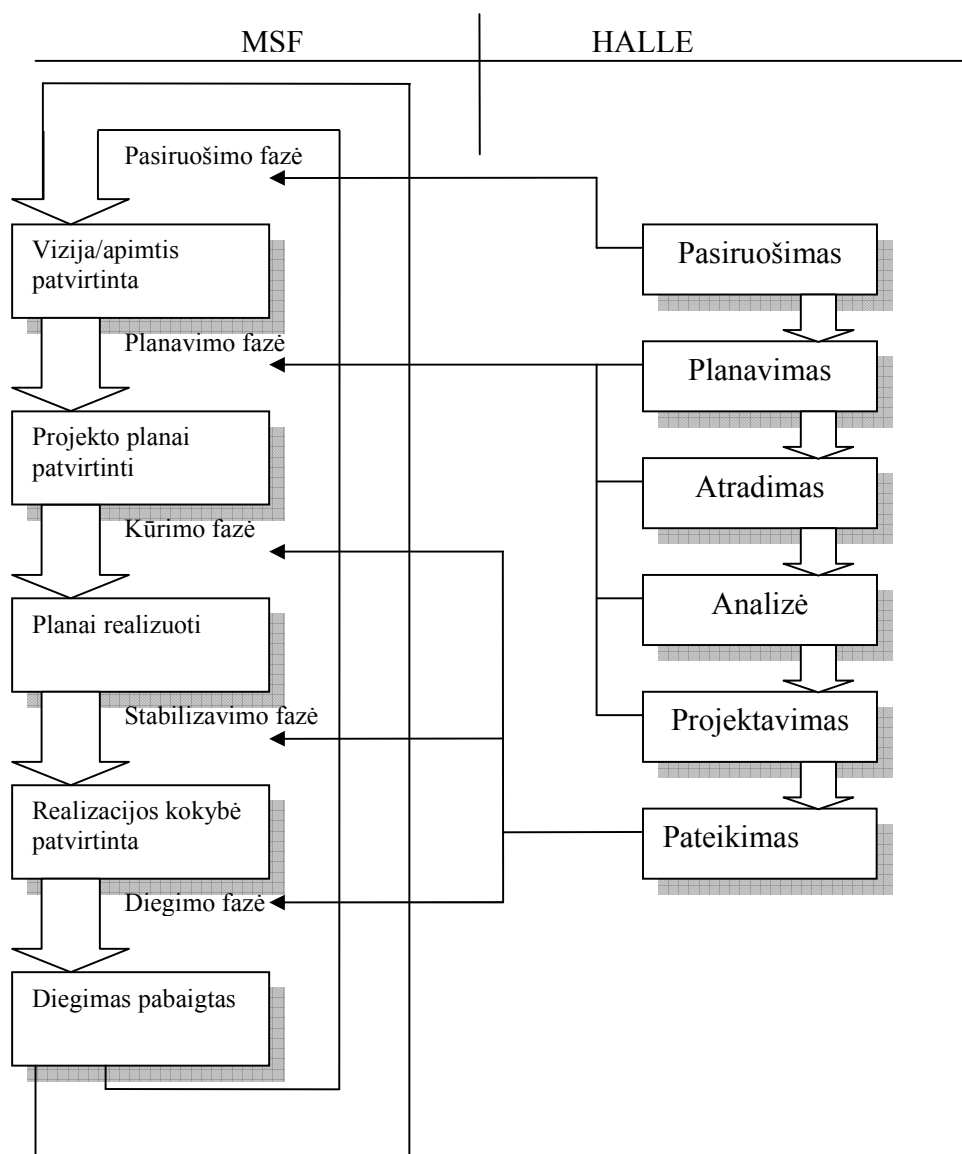 MSF
HALLE
Pasiruošimo fazė
Vizija/apimtis
patvirtinta
Planavimo fazė
Projekto planai
patvirtinti
Kūrimo fazė
Planai realizuoti
Stabilizavimo fazė
Realizacijos kokybė
patvirtinta
Diegimo fazė
Diegimas pabaigtas
Pasiruošimas
Planavimas
Atradimas
Analizė
Projektavimas
Pateikimas